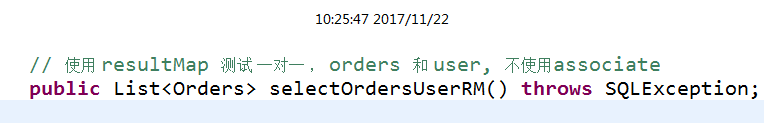 10:25:47 2017/11/22
// 使用 resultMap 测试一对一， orders 和 user, 不使用associate
public List<Orders> selectOrdersUserRM() throws SQLException;